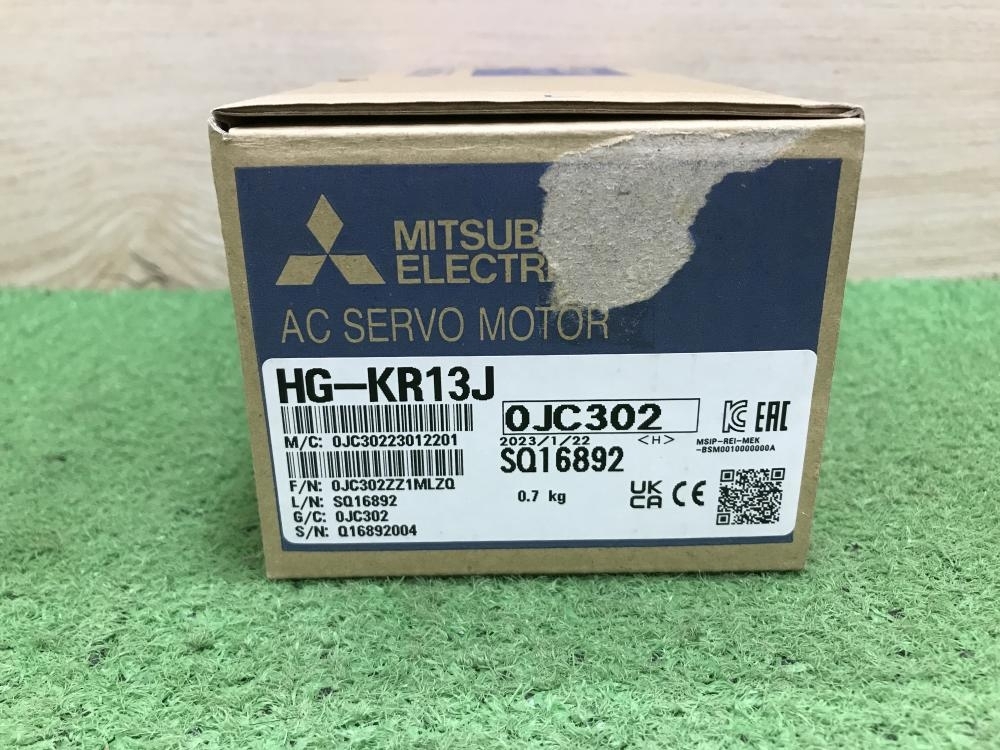 MITSUB
ELECTR
AC SERVO MOTOR
HG-KR13J
0JC302
M/C: 0JC30223012201
2023/1/22 <H>
MSIP-REI-MEK
-BSM0010000000A
SQ16892
F/N: 0JC302ZZ1MLZQ
L/N: SQ16892
G/C: 0JC302
S/N: Q16892004
0.7 kg
UK
CA CE
EAC